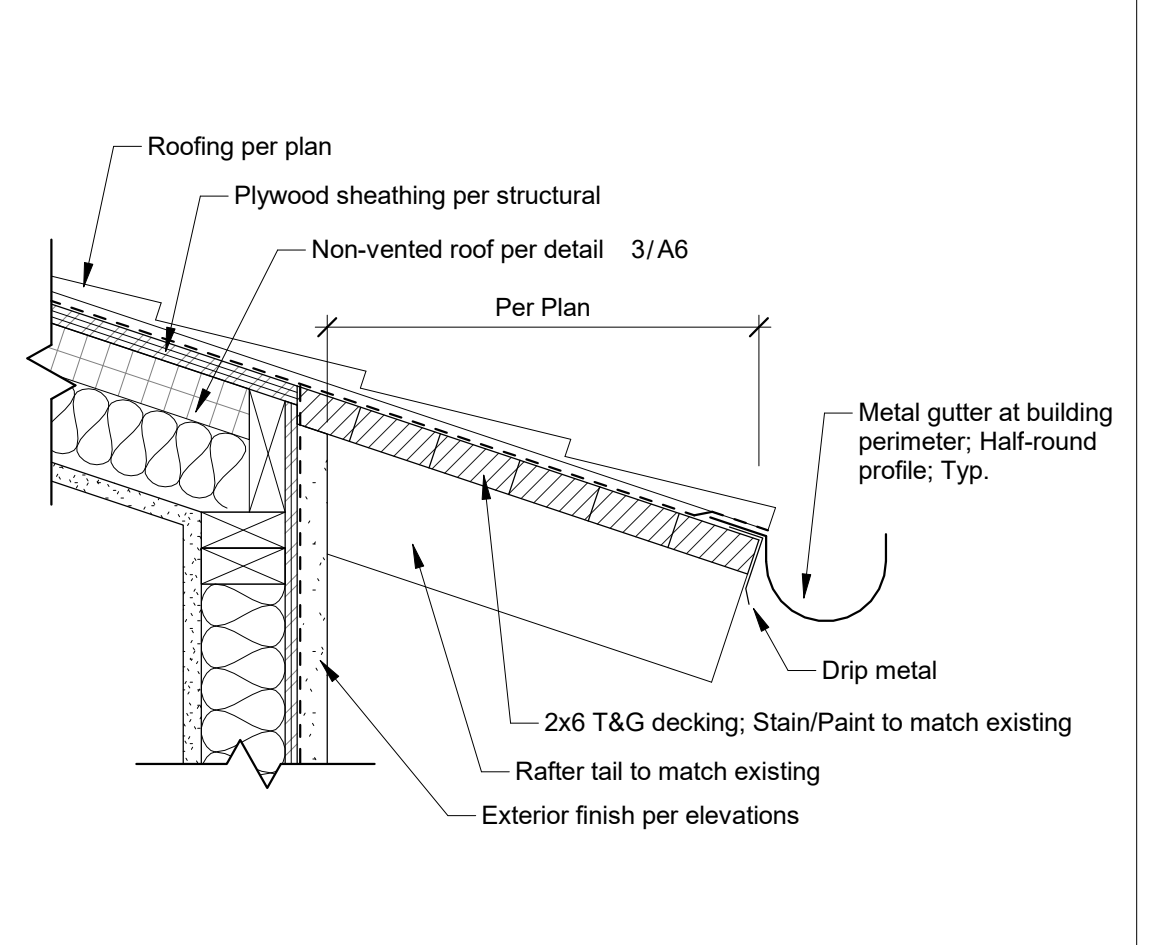 Roofing per plan
Plywood sheathing per structural
Non-vented roof per detail 3/A6
Per Plan
Metal gutter at building
perimeter; Half-round
profile; Typ.
Drip metal
2x6 T&G decking; Stain/Paint to match existing
Rafter tail to match existing
Exterior finish per elevations